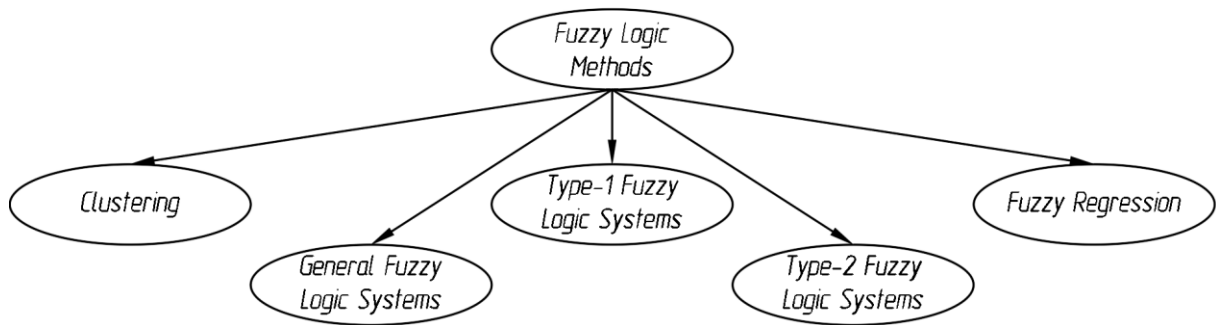 Fuzzy Logic
Methods
Clustering
Type-1 Fuzzy
Logic Systems
Fuzzy Regression
General Fuzzy
Logic Systems
Type-2 Fuzzy
Logic Systems